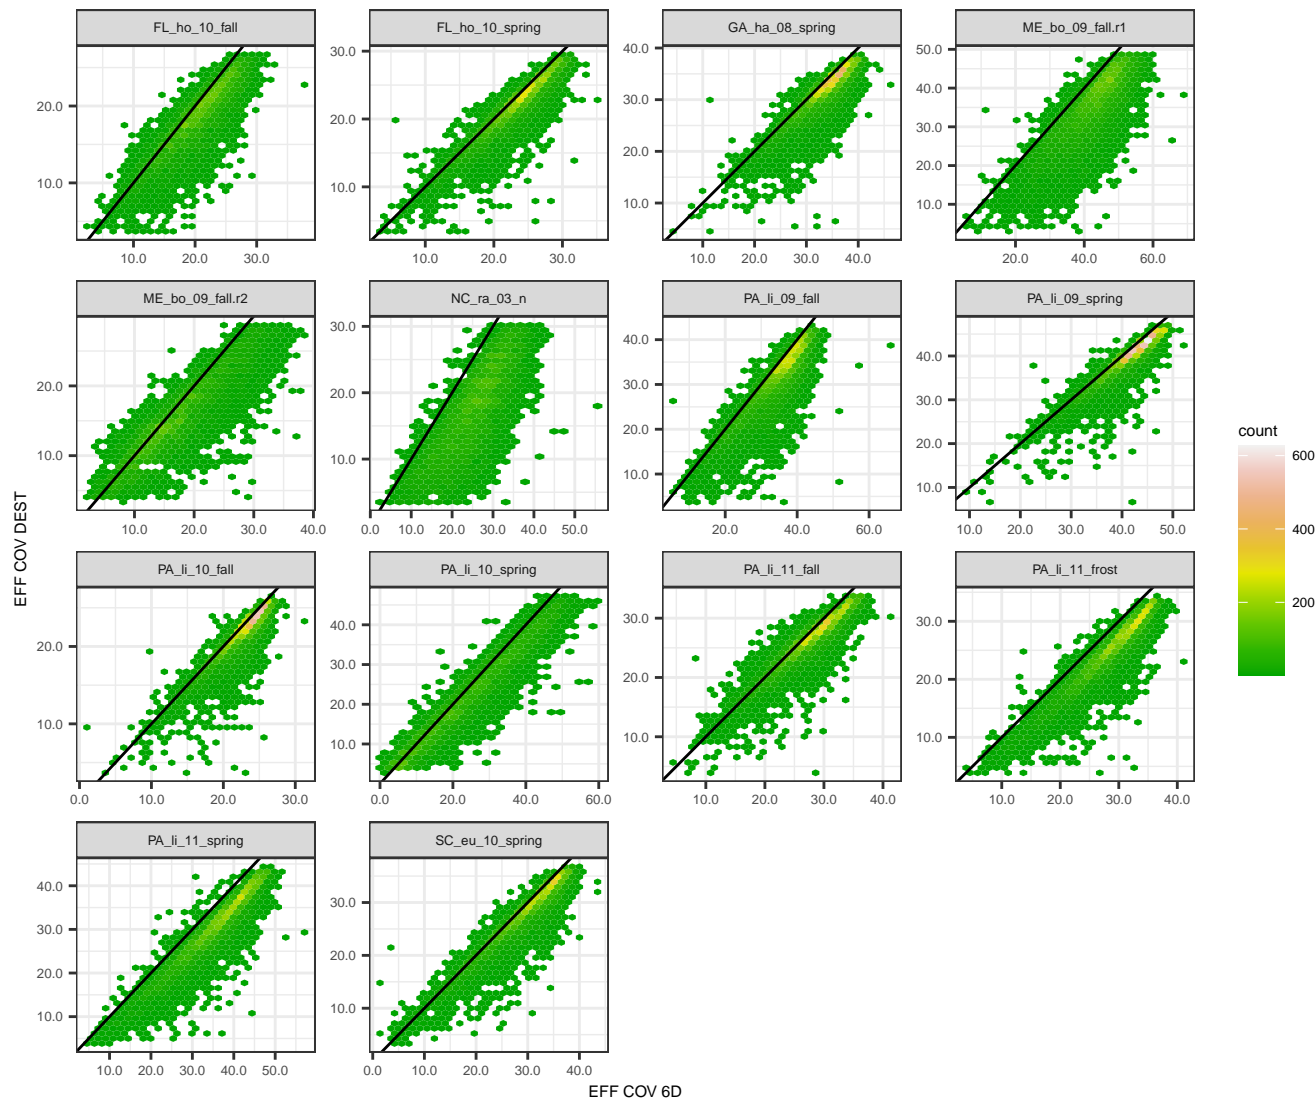 FL_ho_10_fall FL_ho_10_spring GA_ha_08_spring ME_bo_09_fall.r1
20.0
10.0
10.0 20.0 30.0
30.0
20.0
10.0
10.0 20.0 30.0
40.0
30.0
20.0
10.0
10.0 20.0 30.0 40.0
50.0
40.0
30.0
20.0
10.0
20.0 40.0 60.0
ME_bo_09_fall.r2 NC_ra_03_n PA_li_09_fall PA_li_09_spring
20.0
10.0
10.0 20.0 30.0 40.0
30.0
20.0
10.0
0.0 10.0 20.0 30.0 40.0 50.0
40.0
30.0
20.0
10.0
20.0 40.0 60.0
40.0
30.0
20.0
10.0
10.0 20.0 30.0 40.0 50.0
PA_li_10_fall PA_li_10_spring PA_li_11_fall PA_li_11_frost
20.0
10.0
0.0 10.0 20.0 30.0
40.0
30.0
20.0
10.0
0.0 20.0 40.0 60.0
30.0
20.0
10.0
10.0 20.0 30.0 40.0
30.0
20.0
10.0
10.0 20.0 30.0 40.0
PA_li_11_spring SC_eu_10_spring
40.0
30.0
20.0
10.0
10.0 20.0 30.0 40.0 50.0
30.0
20.0
10.0
0.0 10.0 20.0 30.0 40.0
EFF COV DEST
EFF COV 6D
count
600
400
200